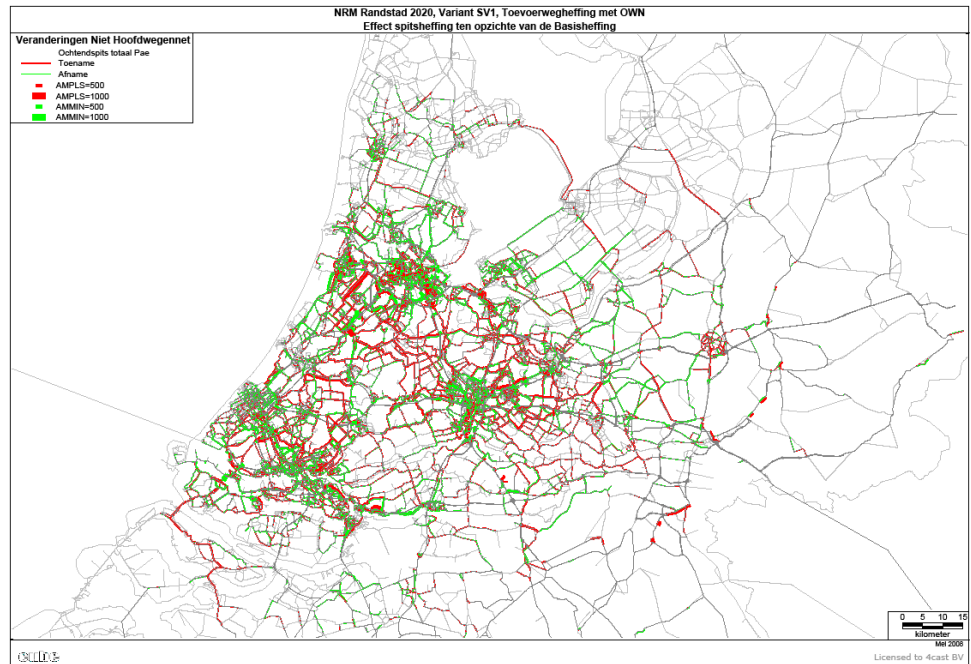 NRM Randstad 2020, Variant SV1, Toevoerwegheffing met OWN
Effect spitsheffing ten opzichte van de Basisheffing
Veranderingen Niet Hoofdwegennet
Ochtendspits totaal Pae
Toename
Afname
AMPLS=500
AMPLS=1000
AMMIN=500
AMMIN=1000
0 5 10 15
kilometer
Mei 2008
cube
Licensed to 4cast BV